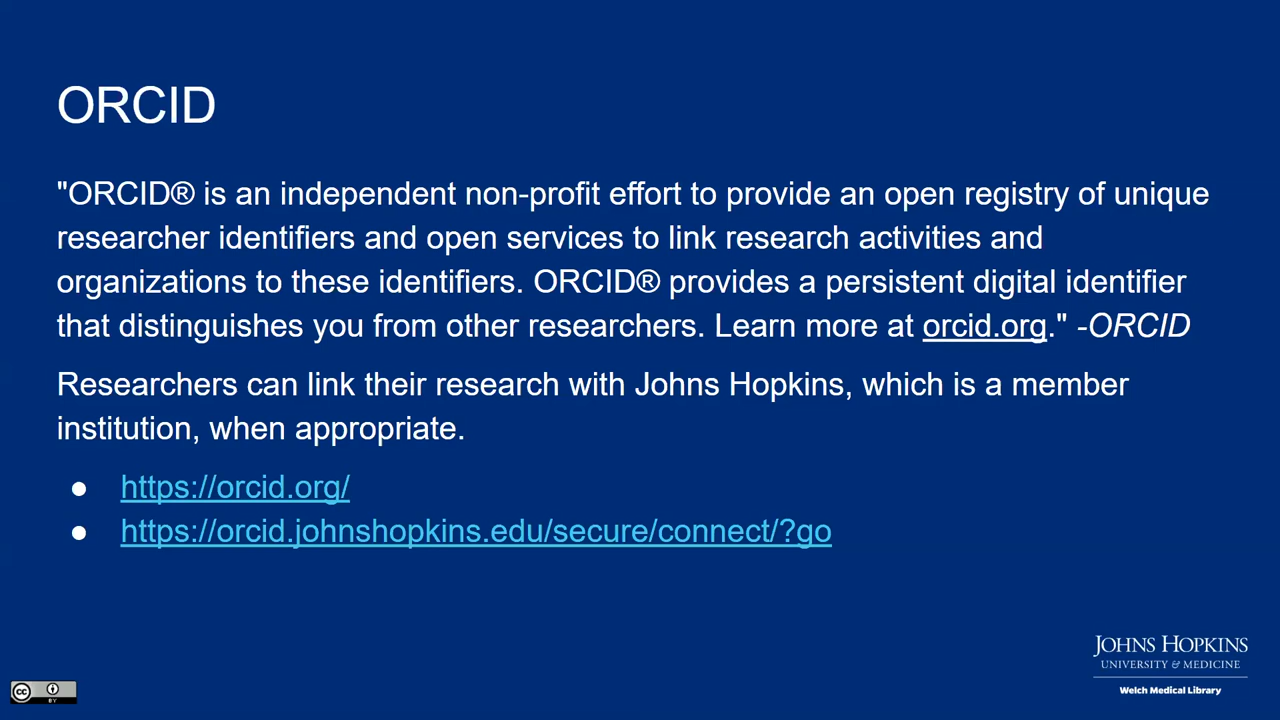 ORCID
"ORCID® is an independent non-profit effort to provide an open registry of unique
researcher identifiers and open services to link research activities and
organizations to these identifiers. ORCID® provides a persistent digital identifier
that distinguishes you from other researchers. Learn more at orcid.org." -ORCID
Researchers can link their research with Johns Hopkins, which is a member
institution, when appropriate.
● https://orcid.org/
● https://orcid.johnshopkins.edu/secure/connect/?go
JOHNS HOPKINS
UNIVERSITY & MEDICINE
Welch Medical Library
cc
BY